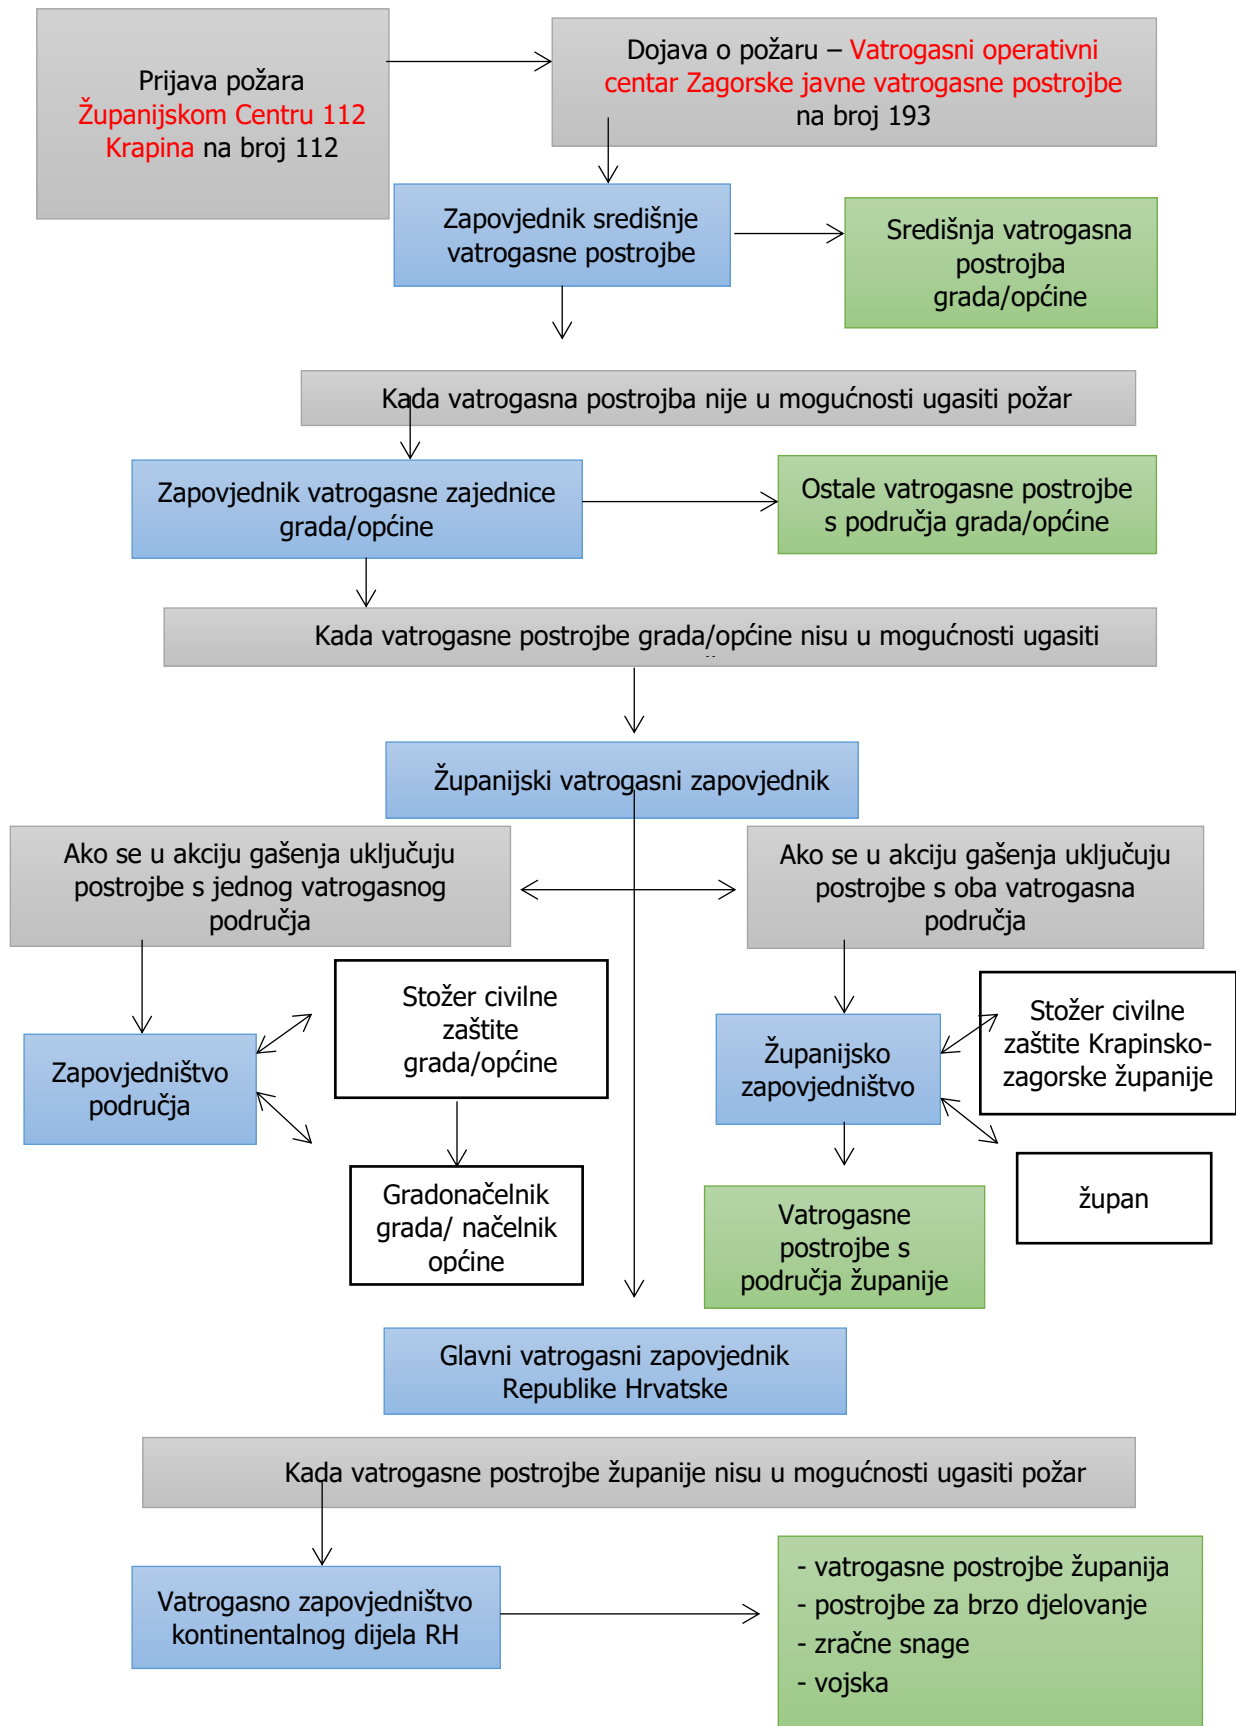 Prijava požara
Županijskom Centru 112
Krapina na broj 112
Dojava o požaru – Vatrogasni operativni
centar Zagorske javne vatrogasne postrojbe
na broj 193
Zapovjednik središnje
vatrogasne postrojbe
Središnja vatrogasna
postrojba
grada/općine
Kada vatrogasna postrojba nije u mogućnosti ugasiti požar
Zapovjednik vatrogasne zajednice
grada/općine
Ostale vatrogasne postrojbe
s područja grada/općine
Kada vatrogasne postrojbe grada/općine nisu u mogućnosti ugasiti
Županijski vatrogasni zapovjednik
Ako se u akciju gašenja uključuju
postrojbe s jednog vatrogasnog
područja
Ako se u akciju gašenja uključuju
postrojbe s oba vatrogasna
područja
Stožer civilne
zaštite
grada/općine
Stožer civilne
zaštite Krapinsko-
zagorske županije
Zapovjedništvo
područja
Županijsko
zapovjedništvo
Gradonačelnik
grada/ načelnik
općine
Vatrogasne
postrojbe s
područja županije
župan
Glavni vatrogasni zapovjednik
Republike Hrvatske
Kada vatrogasne postrojbe županije nisu u mogućnosti ugasiti požar
Vatrogasno zapovjedništvo
kontinentalnog dijela RH
- vatrogasne postrojbe županija
- postrojbe za brzo djelovanje
- zračne snage
- vojska